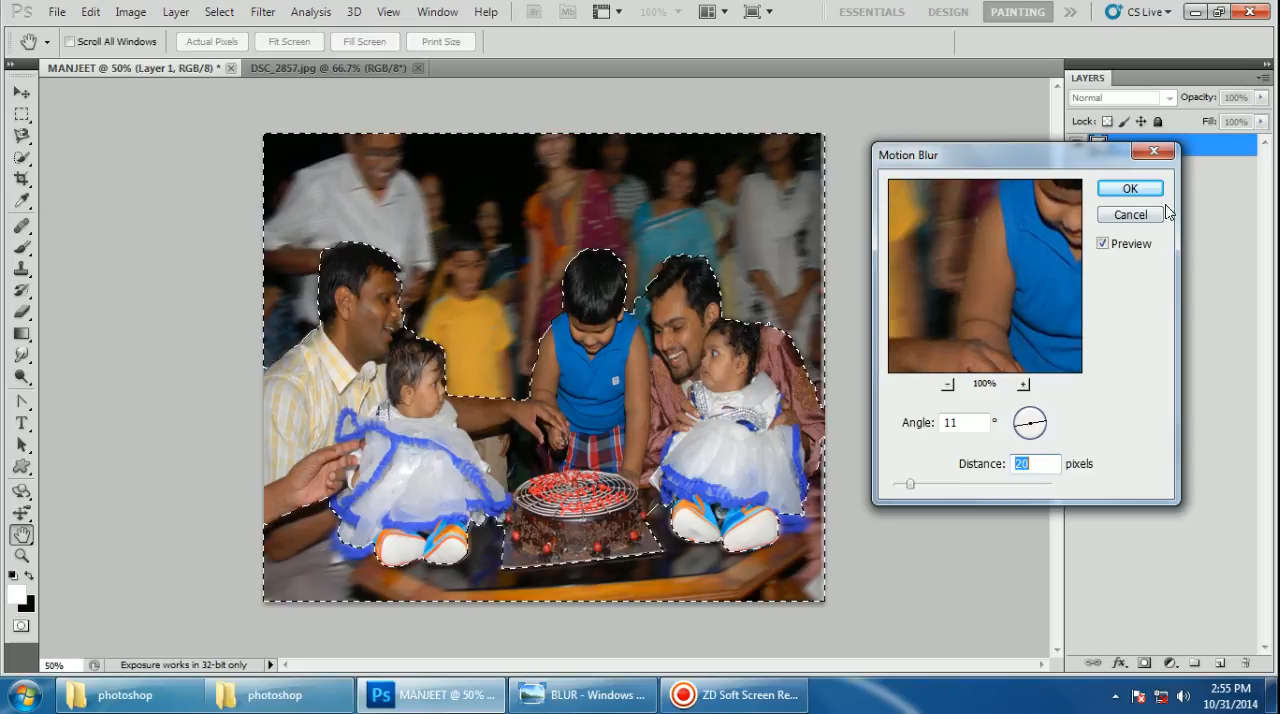 Ps File Edit Image Layer Select Filter Analysis 3D View Window Help Br Mb 100% ESSENTIALS DESIGN PAINTING CS Live
Scroll All Windows Actual Pixels Fit Screen Fill Screen Print Size
MANJEET @ 50% (Layer 1, RGB/8) * DSC_2857.jpg @ 66.7% (RGB/8*)
LAYERS
Normal Opacity: 100%
Lock: Fill: 100%
Motion Blur
OK
Cancel
Preview
100%
Angle: 11 °
Distance: 20 pixels
T
50% Exposure works in 32-bit only
fx
photoshop photoshop Ps MANJEET @ 50% ... BLUR - Windows ... ZD Soft Screen Re... 2:55 PM
10/31/2014